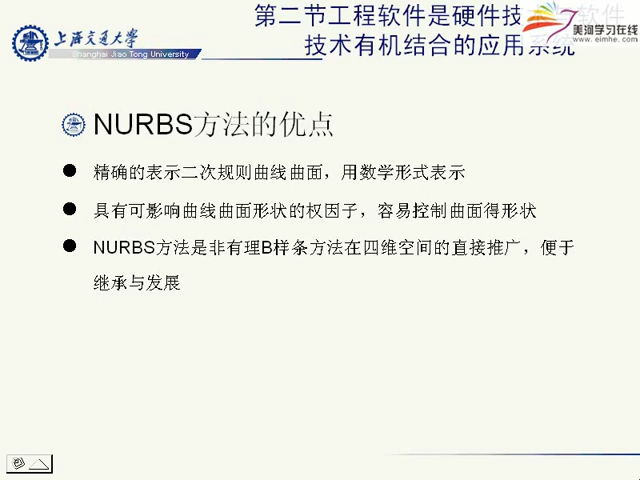 第二节工程软件是硬件技 软件
技术有机结合的应用系统
上海交通大学
Shanghai Jiao Tong University
美河学习在线
www.eimhe.com
NURBS方法的优点
精确的表示二次规则曲线曲面，用数学形式表示
具有可影响曲线曲面形状的权因子，容易控制曲面得形状
NURBS方法是非有理B样条方法在四维空间的直接推广，便于
继承与发展